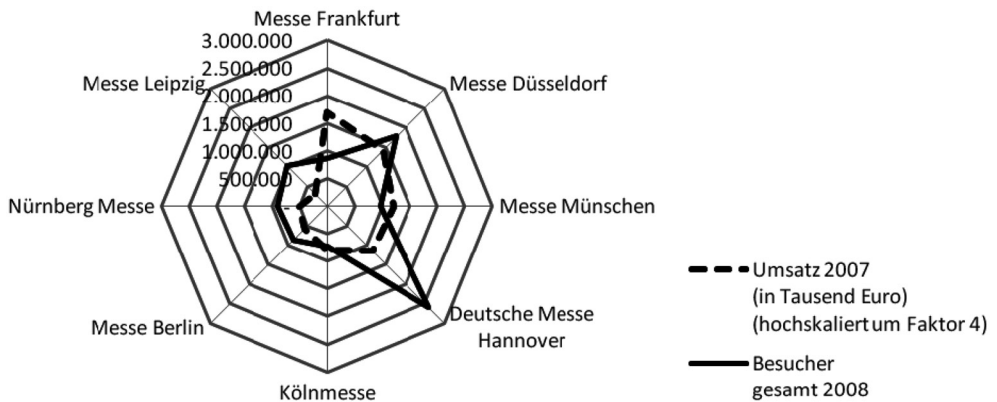 Messe Frankfurt
3.000.000
2.500.000
2.000.000
1.500.000
1.000.000
500.000
-
Messe Leipzig
Messe Düsseldorf
Nürnberg Messe
Messe Münschen
Messe Berlin
Deutsche Messe
Hannover
Kölnmesse
Umsatz 2007
(in Tausend Euro)
(hochskaliert um Faktor 4)
Besucher
gesamt 2008